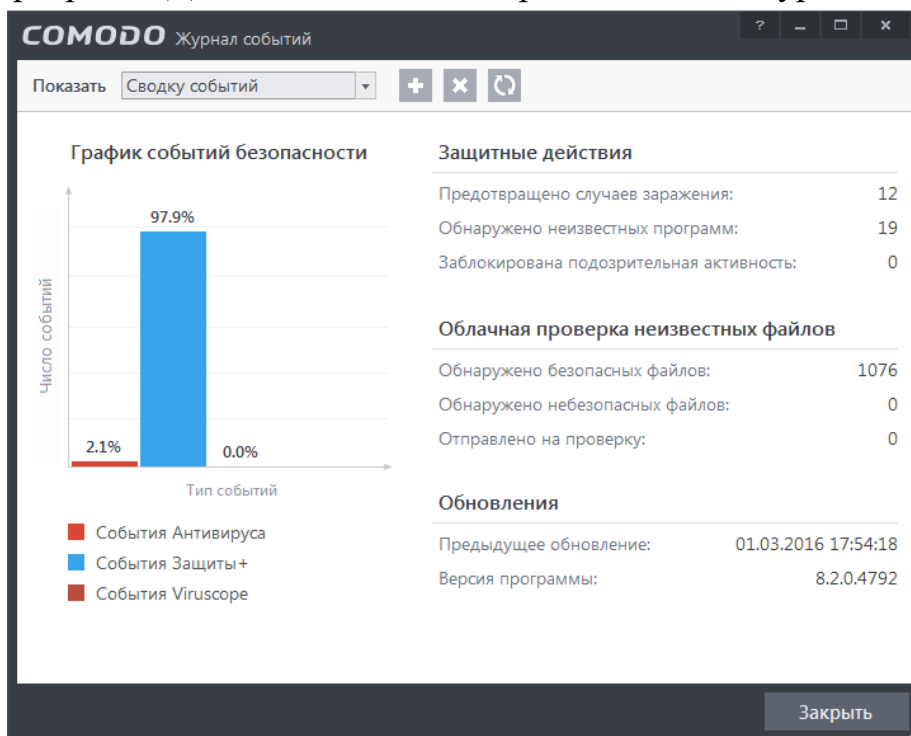 COMODO Журнал событий
Показать Сводку событий
График событий безопасности
97.9%
2.1%
0.0%
Число событий
Тип событий
События Антивируса
События Защиты+
События Viruscope
Защитные действия
Предотвращено случаев заражения: 12
Обнаружено неизвестных программ: 19
Заблокирована подозрительная активность: 0
Облачная проверка неизвестных файлов
Обнаружено безопасных файлов: 1076
Обнаружено небезопасных файлов: 0
Отправлено на проверку: 0
Обновления
Предыдущее обновление: 01.03.2016 17:54:18
Версия программы: 8.2.0.4792
Закрыть